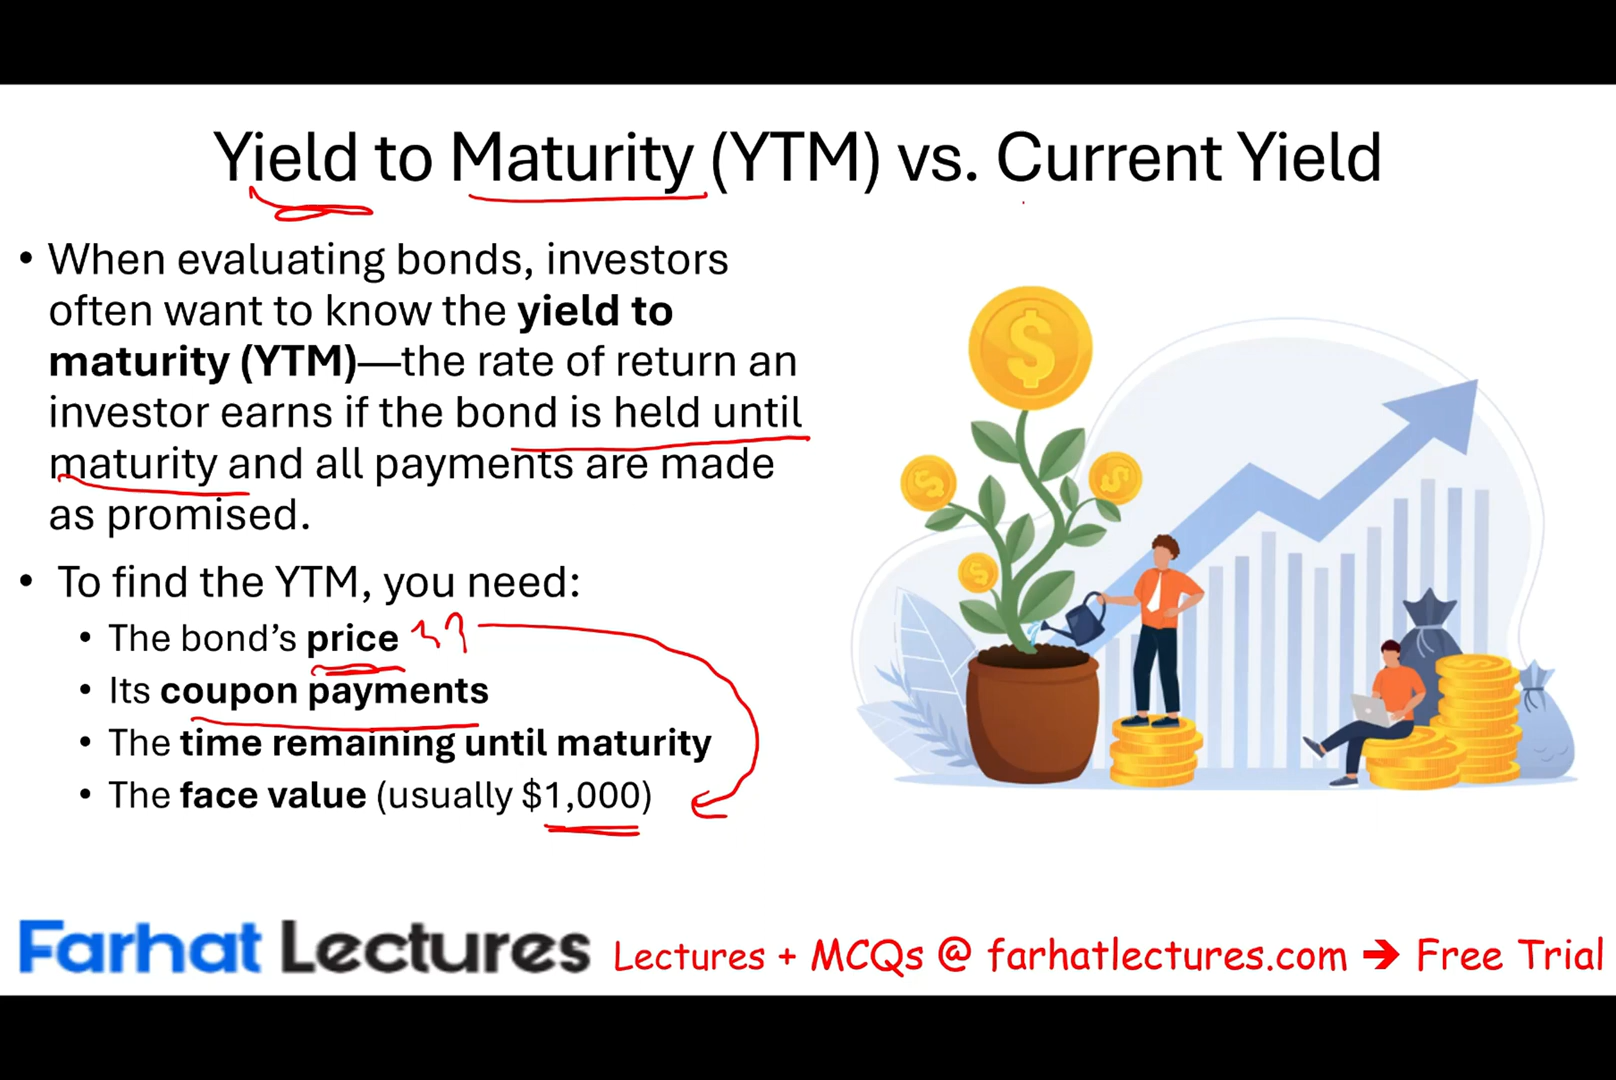 Yield to Maturity (YTM) vs. Current Yield
• When evaluating bonds, investors
often want to know the yield to
maturity (YTM)—the rate of return an
investor earns if the bond is held until
maturity and all payments are made
as promised.
• To find the YTM, you need:
• The bond’s price
• Its coupon payments
• The time remaining until maturity
• The face value (usually $1,000)
Farhat Lectures
Lectures + MCQs @ farhatlectures.com → Free Trial